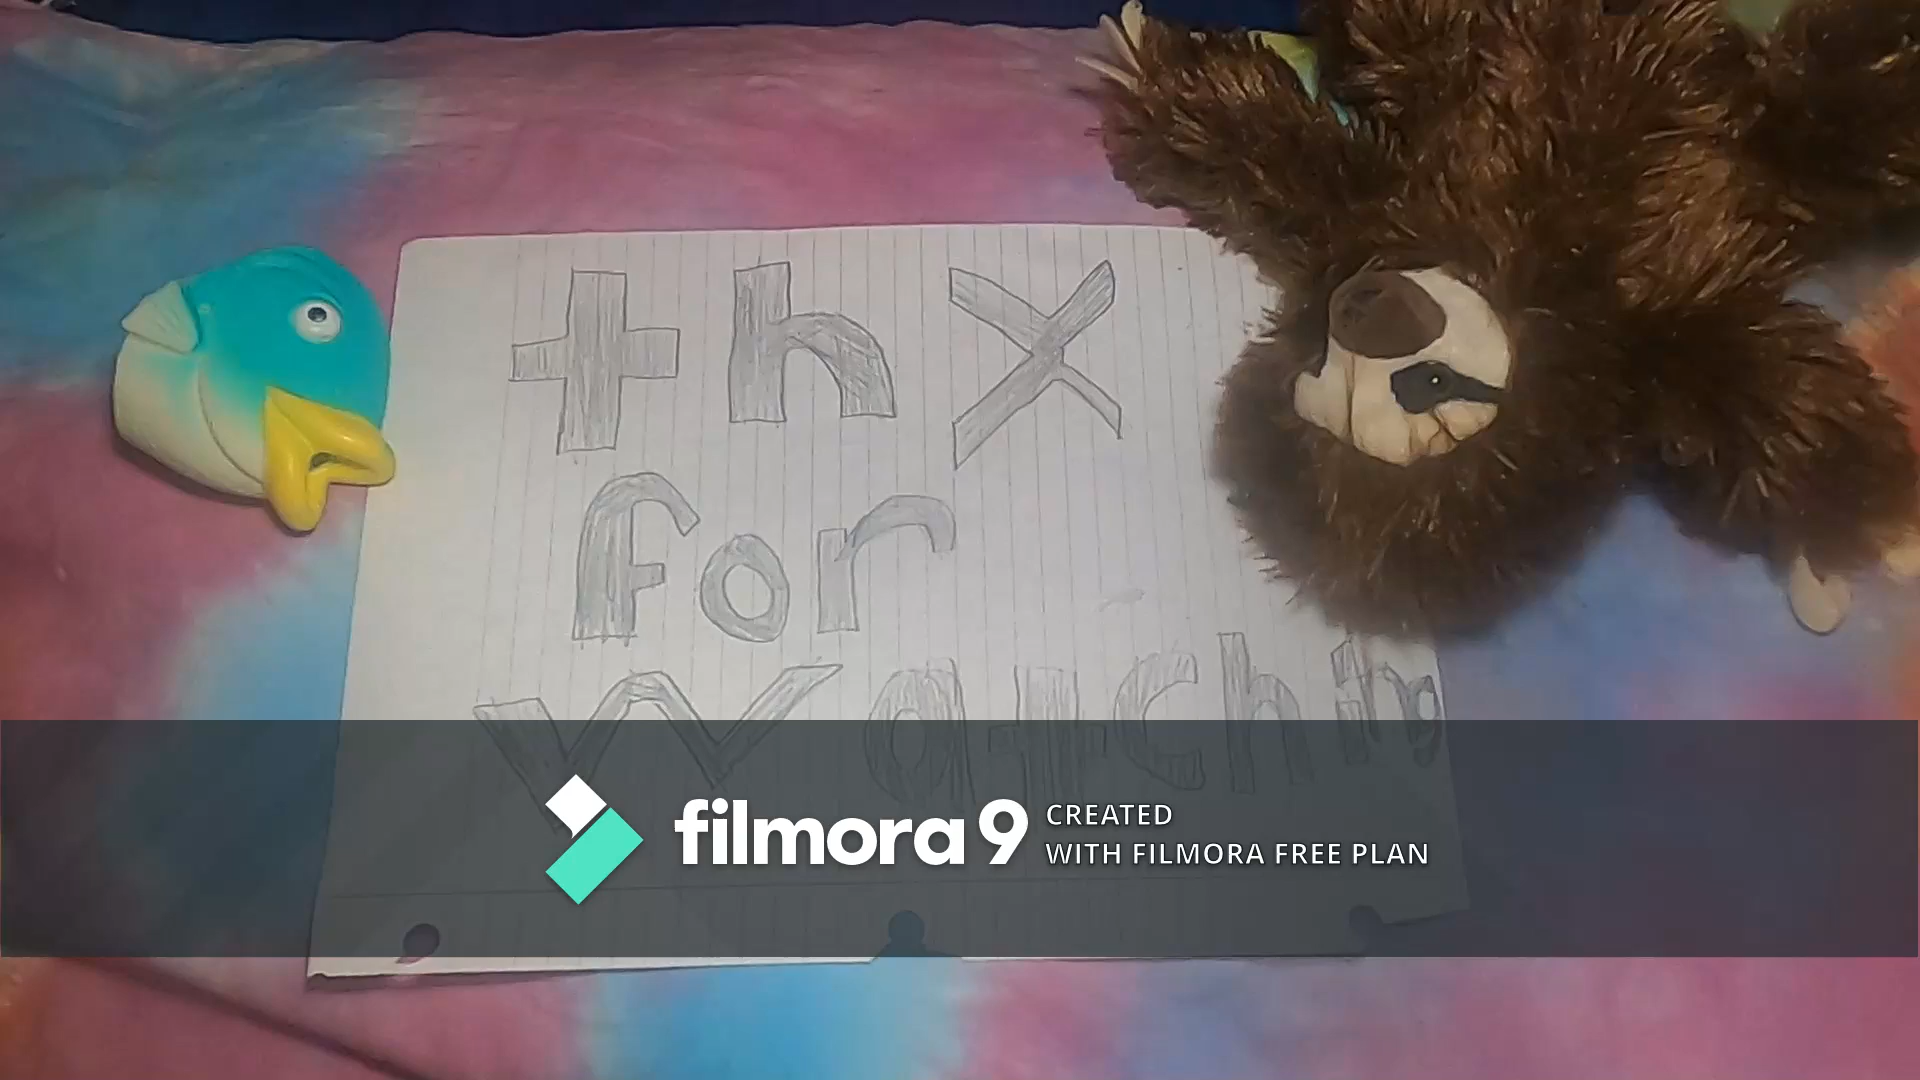 thx
for
watching
filmora9
CREATED
WITH FILMORA FREE PLAN